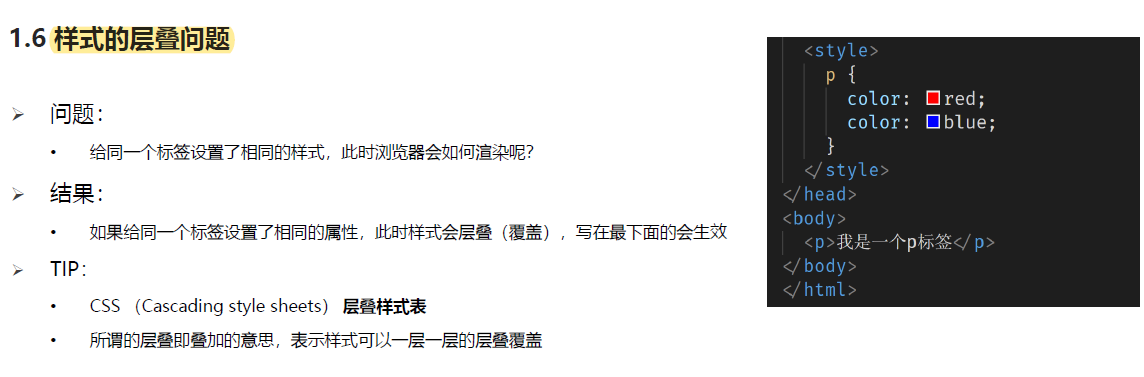 1.6 样式的层叠问题
➢ 问题：
• 给同一个标签设置了相同的样式，此时浏览器会如何渲染呢？
➢ 结果：
• 如果给同一个标签设置了相同的属性，此时样式会层叠（覆盖），写在最下面的会生效
➢ TIP：
• CSS （Cascading style sheets） 层叠样式表
• 所谓的层叠即叠加的意思，表示样式可以一层一层的层叠覆盖
<style>
p {
color: red;
color: blue;
}
</style>
</head>
<body>
<p>我是一个p标签</p>
</body>
</html>